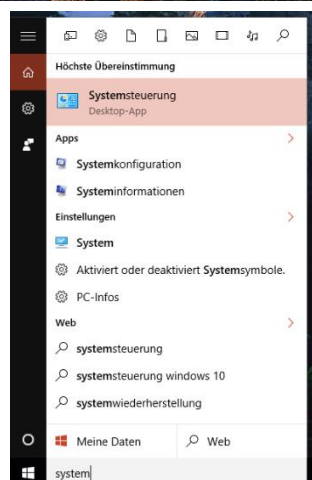 Höchste Übereinstimmung
Systemsteuerung
Desktop-App
Apps
Systemkonfiguration
Systeminformationen
Einstellungen
System
Aktiviert oder deaktiviert Systemsymbole.
PC-Infos
Web
systemsteuerung
systemsteuerung windows 10
systemwiederherstellung
Meine Daten
Web
system